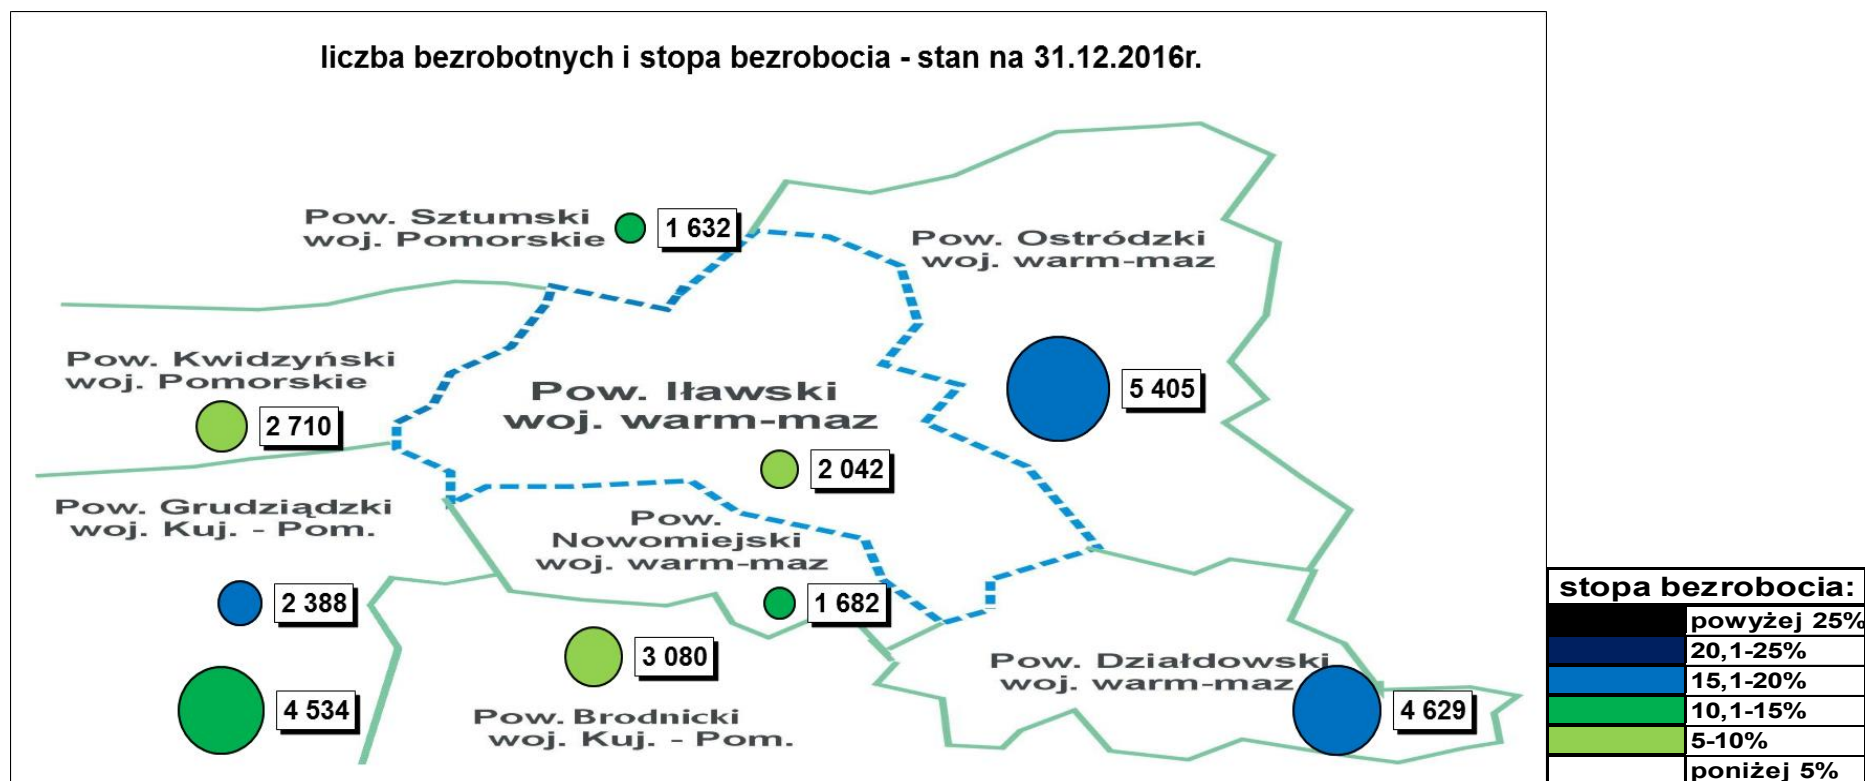 liczba bezrobotnych i stopa bezrobocia - stan na 31.12.2016r.
Pow. Sztumski
woj. Pomorskie
1 632
Pow. Ostródzki
woj. warm-maz
5 405
Pow. Kwidzyński
woj. Pomorskie
2 710
Pow. Iławski
woj. warm-maz
2 042
Pow. Grudziądzki
woj. Kuj. - Pom.
2 388
4 534
Pow.
Nowomiejski
woj. warm-maz
1 682
3 080
Pow. Brodnicki
woj. Kuj. - Pom.
Pow. Działdowski
woj. warm-maz
4 629
stopa bezrobocia:
powyżej 25%
20,1-25%
15,1-20%
10,1-15%
5-10%
poniżej 5%